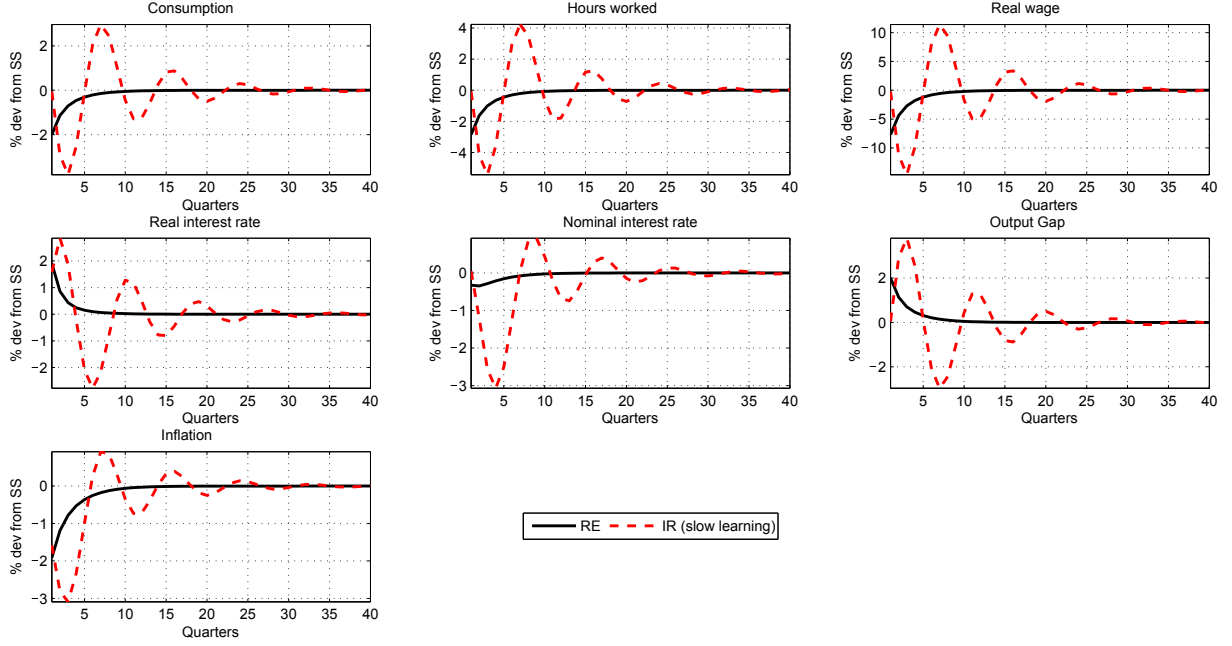 Consumption
% dev from SS
2
0
−2
5 10 15 20 25 30 35 40
Quarters
Hours worked
% dev from SS
4
2
0
−2
−4
5 10 15 20 25 30 35 40
Quarters
Real wage
% dev from SS
10
5
0
−5
−10
5 10 15 20 25 30 35 40
Quarters
Real interest rate
% dev from SS
2
1
0
−1
−2
5 10 15 20 25 30 35 40
Quarters
Nominal interest rate
% dev from SS
0
−1
−2
−3
5 10 15 20 25 30 35 40
Quarters
Output Gap
% dev from SS
2
0
−2
5 10 15 20 25 30 35 40
Quarters
Inflation
% dev from SS
0
−1
−2
−3
5 10 15 20 25 30 35 40
Quarters
RE IR (slow learning)